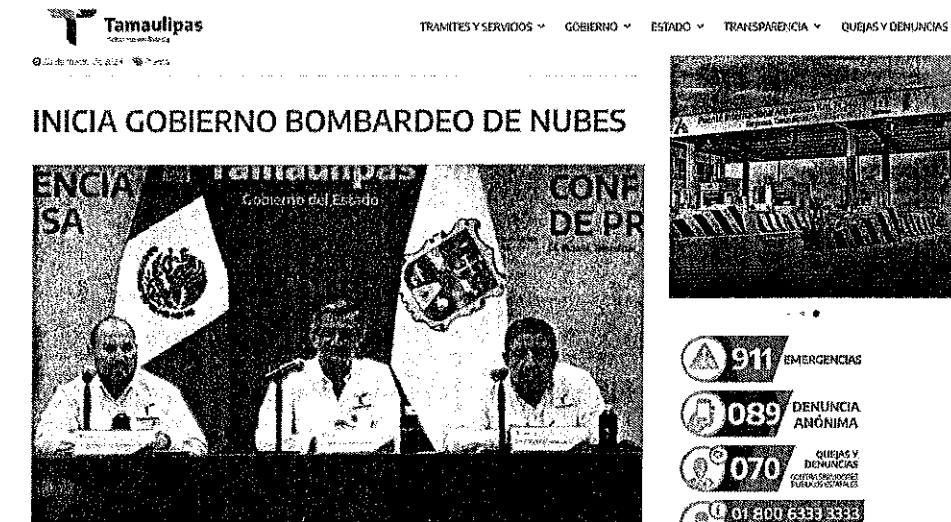 Tamaulipas
TRAMITES Y SERVICIOS GOBIERNO ESTADO TRANSPARENCIA QUEJAS Y DENUNCIAS
INICIA GOBIERNO BOMBARDEO DE NUBES
ENCIA
SA
Tamaulipas
Gobierno del Estado
CONF
DE PR
911 EMERGENCIAS
089 DENUNCIA
ANÓNIMA
070 QUEJAS Y
DENUNCIAS
01 800 6333 3333